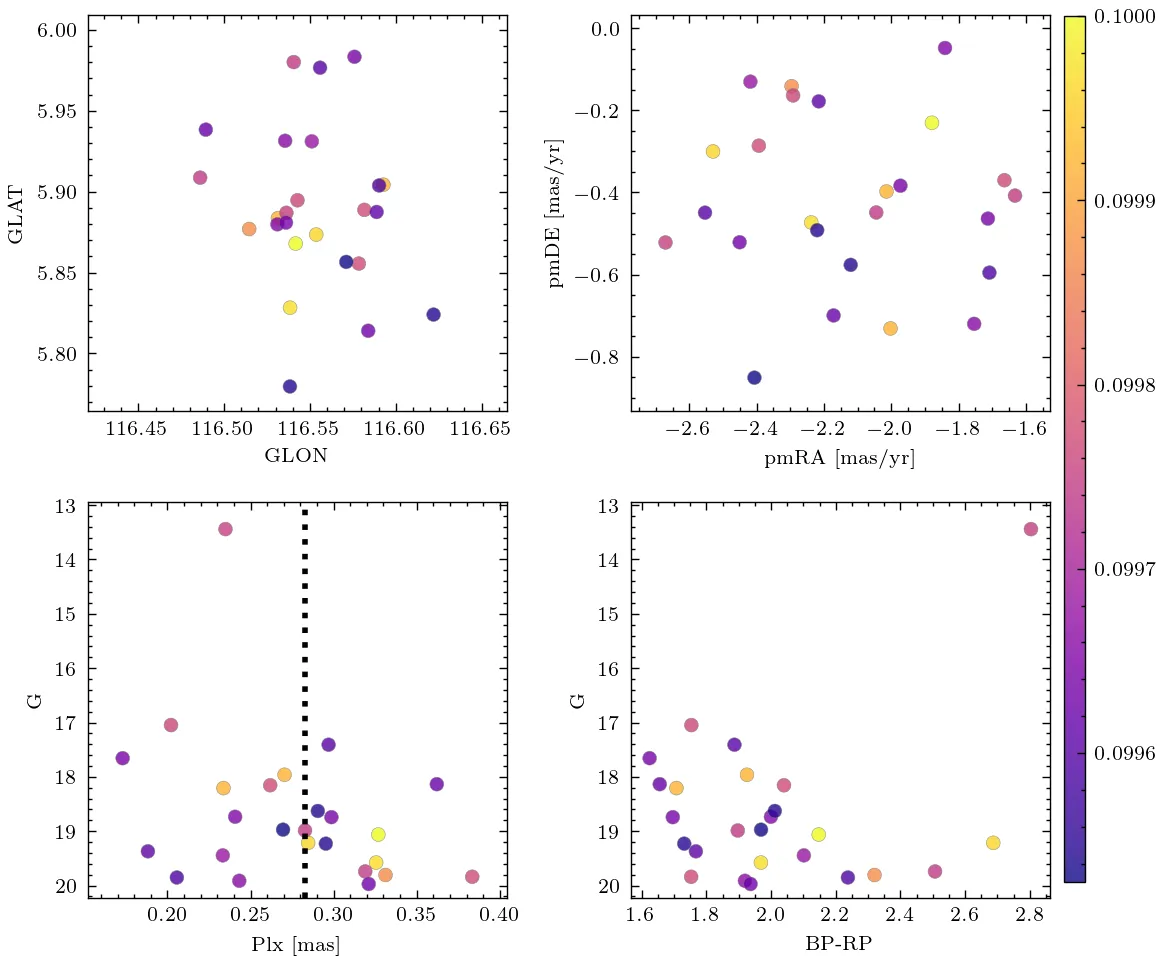 6.00
5.95
5.90
5.85
5.80
GLAT
116.45 116.50 116.55 116.60 116.65
GLON
0.0
−0.2
−0.4
−0.6
−0.8
pmDE [mas/yr]
−2.6 −2.4 −2.2 −2.0 −1.8 −1.6
pmRA [mas/yr]
0.1000
0.0999
0.0998
0.0997
0.0996
13
14
15
16
17
18
19
20
G
0.20 0.25 0.30 0.35 0.40
Plx [mas]
13
14
15
16
17
18
19
20
G
1.6 1.8 2.0 2.2 2.4 2.6 2.8
BP-RP